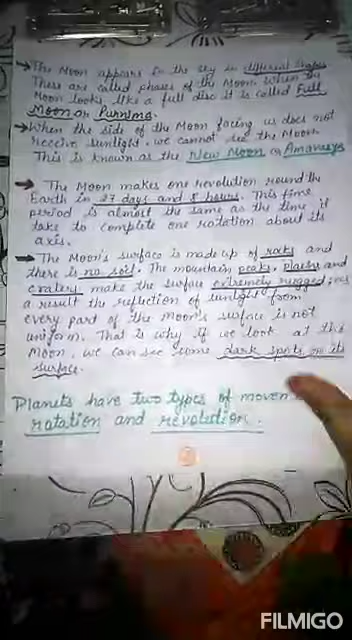 → The Moon appears in the sky in different shapes
These are called phases of the Moon. When the
Moon looks like a full disc it is called Full
Moon or Purnima.
→ When the side of the Moon facing us does not
receive sunlight, we cannot see the Moon.
This is known as the New Moon or Amavasya
→ The Moon makes one revolution round the
Earth in 27 days and 8 hours. This time
period is almost the same as the time it
take to complete one rotation about its
axis.
→ The Moon's surface is made up of rocks and
there is no soil. The mountain peaks, plains and
craters make the surface extremely rugged; as
a result the reflection of sunlight from
every part of the moon's surface is not
uniform. That is why if we look at the
Moon, we can see some dark spots on its
surface.
Planets have two types of
rotation and revolution.
FILMIGO